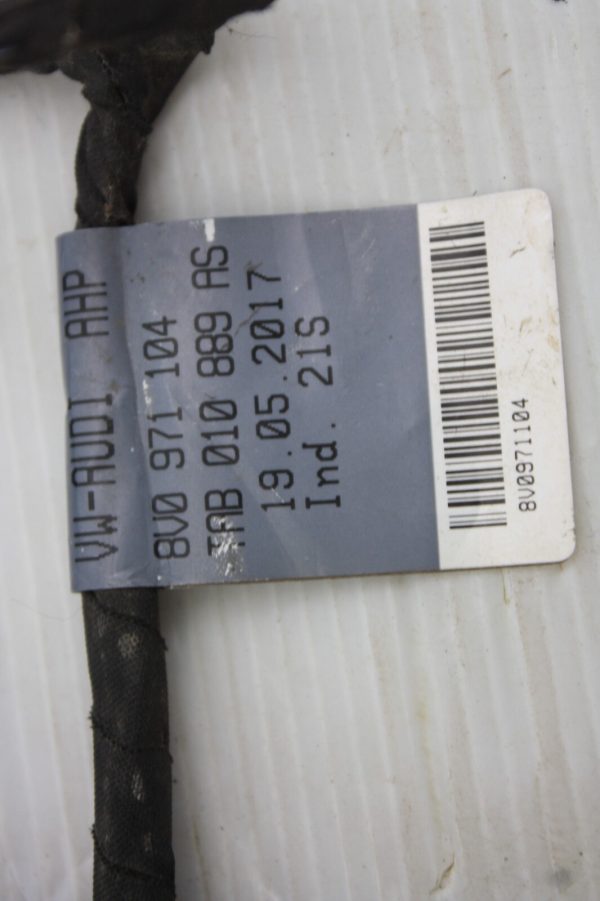 VW-AUDI, AHP
8V0 971 104
TAB 010 889 AS
19.05.2017
Ind. 21S
8V0971104